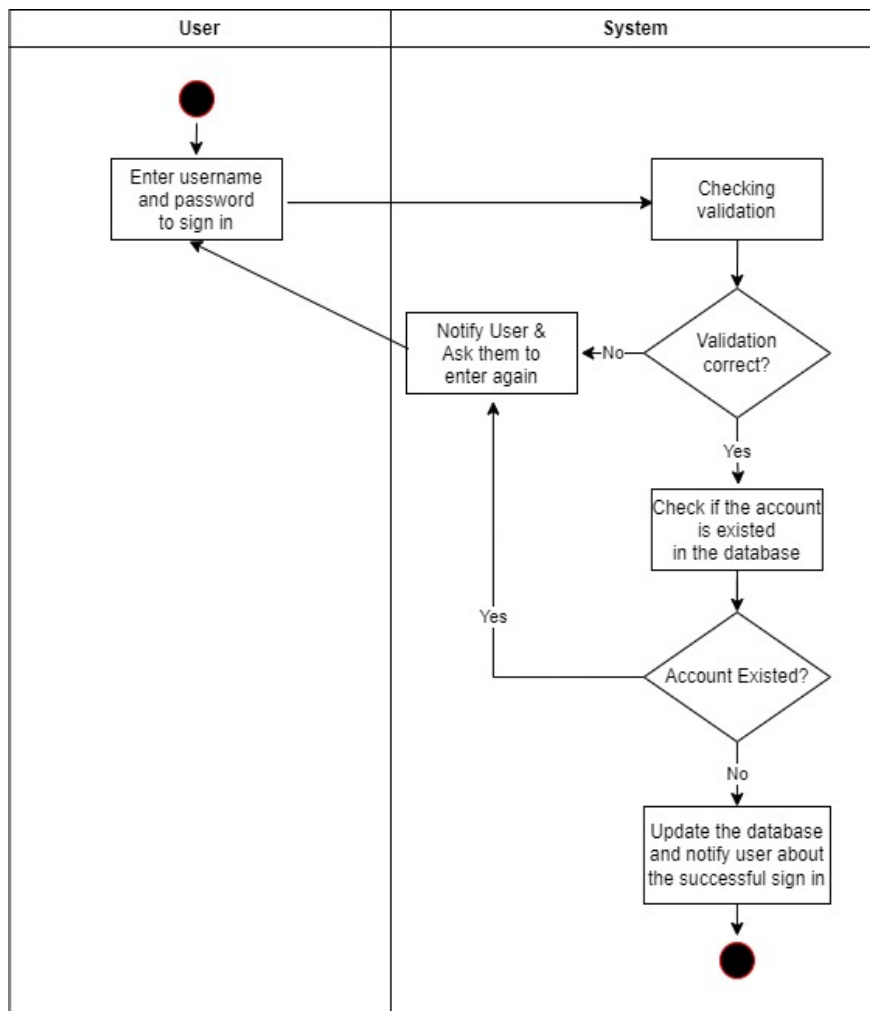 User
System
Enter username
and password
to sign in
Checking
validation
Notify User &
Ask them to
enter again
No
Validation
correct?
Yes
Check if the account
is existed
in the database
Yes
Account Existed?
No
Update the database
and notify user about
the successful sign in